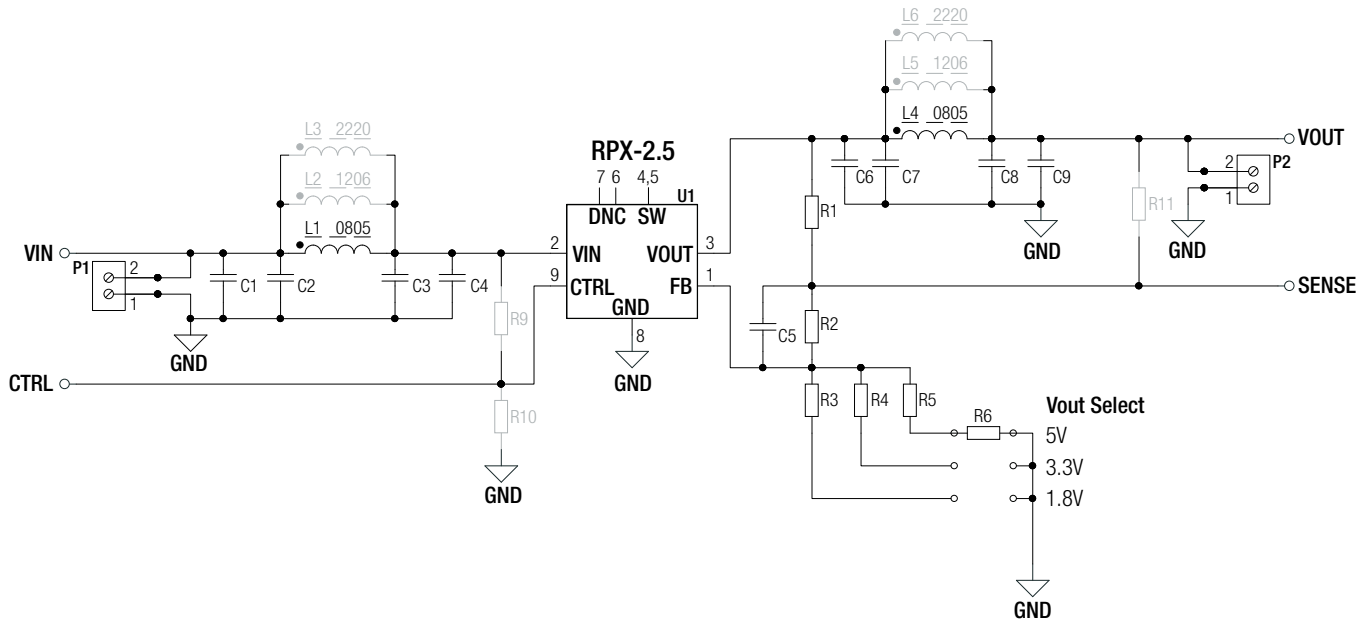 L6 2220
L5 1206
L4 0805
VOUT
L3 2220
RPX-2.5
P2
2
1
L2 1206
7 6 4,5
C6 C7 C8 C9
U1
DNC SW
R1
R11
L1 0805
GND
GND
VIN
2 VIN VOUT 3
P1
2
1
9 CTRL FB 1
SENSE
C1 C2 C3 C4
GND
R9
C5 R2
8
GND
GND
CTRL
R10
R3 R4 R5
Vout Select
R6
5V
3.3V
GND
1.8V
GND